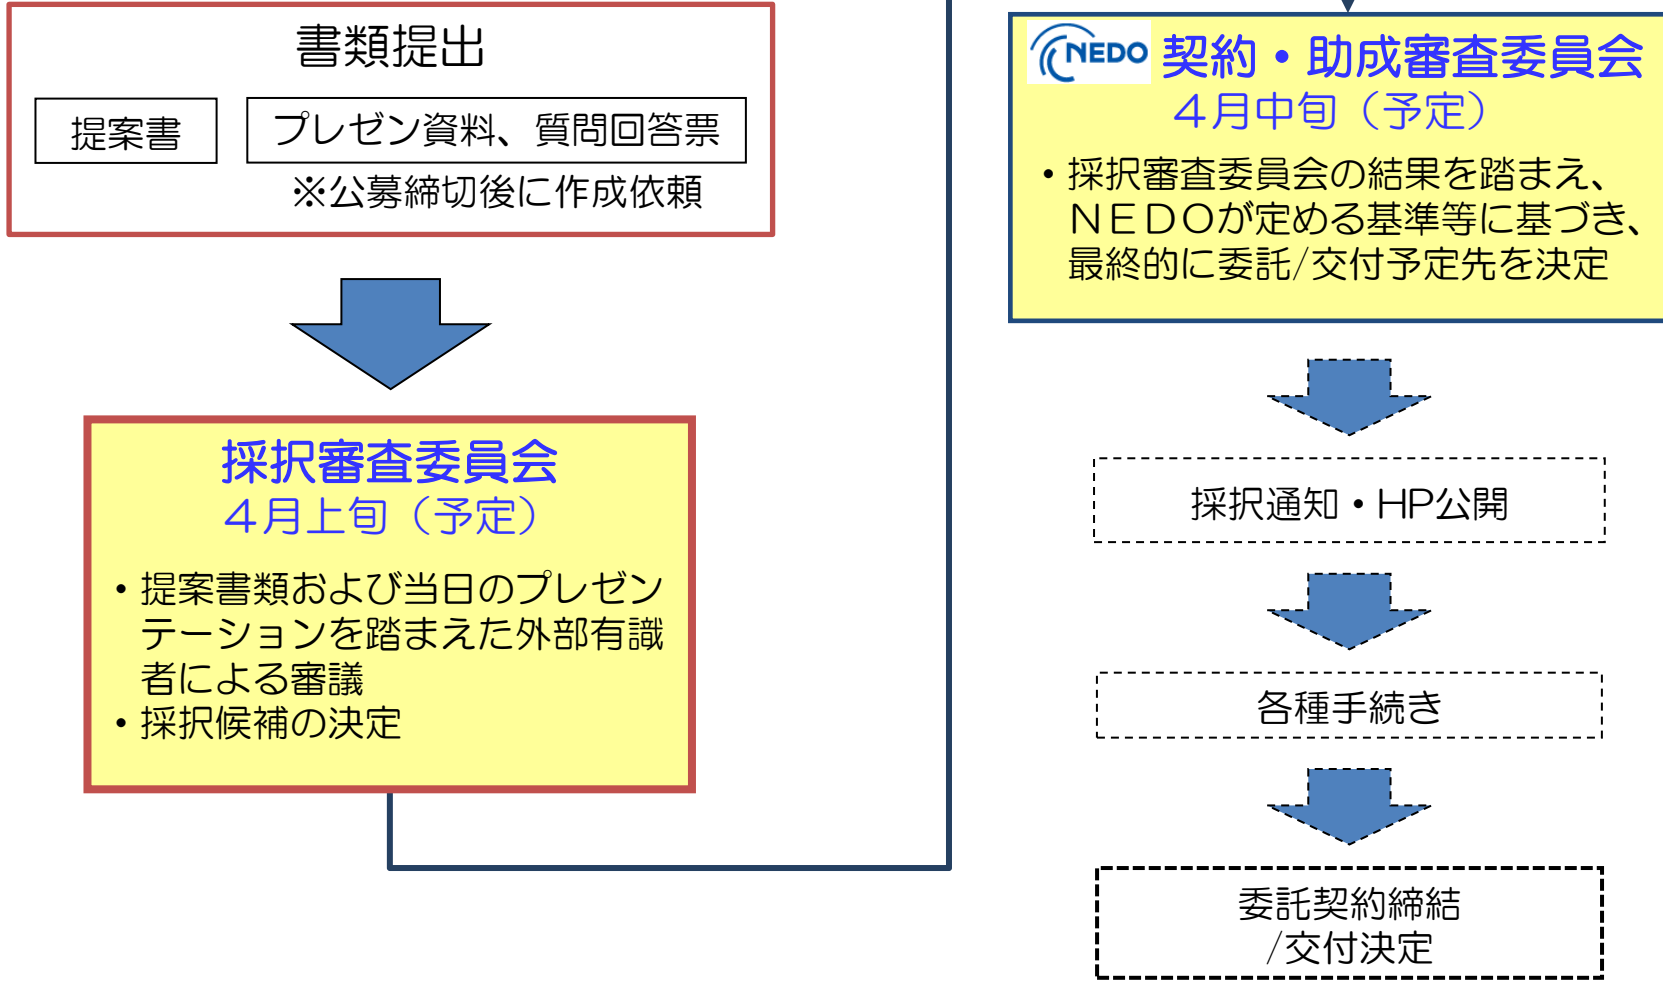 書類提出
提案書
プレゼン資料、質問回答票
※公募締切後に作成依頼
採択審査委員会
４月上旬（予定）
・提案書類および当日のプレゼン
テーションを踏まえた外部有識
者による審議
・採択候補の決定
NEDO 契約・助成審査委員会
４月中旬（予定）
・採択審査委員会の結果を踏まえ、
ＮＥＤＯが定める基準等に基づき、
最終的に委託/交付予定先を決定
採択通知・HP公開
各種手続き
委託契約締結
/交付決定